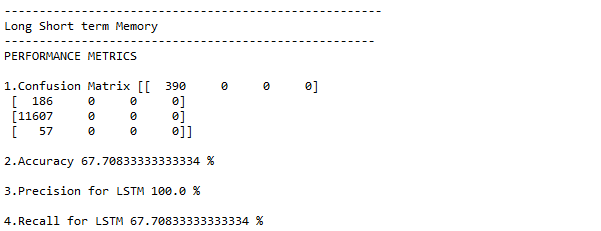 -----------------------------------------------------
Long Short term Memory
----------------------------------------------------
PERFORMANCE METRICS
1.Confusion Matrix [[  390     0     0     0]
 [  186     0     0     0]
 [11607     0     0     0]
 [   57     0     0     0]]
2.Accuracy 67.70833333333334 %
3.Precision for LSTM 100.0 %
4.Recall for LSTM 67.70833333333334 %